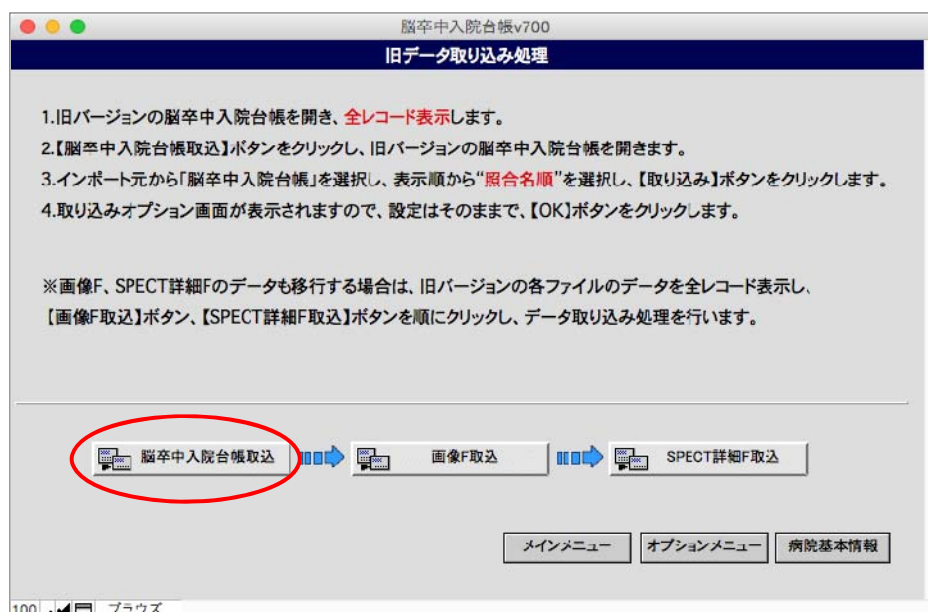 脳卒中入院台帳v700
旧データ取り込み処理
1.旧バージョンの脳卒中入院台帳を開き、全レコード表示します。
2.【脳卒中入院台帳取込】ボタンをクリックし、旧バージョンの脳卒中入院台帳を開きます。
3.インポート元から「脳卒中入院台帳」を選択し、表示順から“照合名順”を選択し、【取り込み】ボタンをクリックします。
4.取り込みオプション画面が表示されますので、設定はそのままで、【OK】ボタンをクリックします。
※画像F、SPECT詳細Fのデータも移行する場合は、旧バージョンの各ファイルのデータを全レコード表示し、
【画像F取込】ボタン、【SPECT詳細F取込】ボタンを順にクリックし、データ取り込み処理を行います。
脳卒中入院台帳取込 画像F取込 SPECT詳細F取込
メインメニュー オプションメニュー 病院基本情報
100 ブラウズ